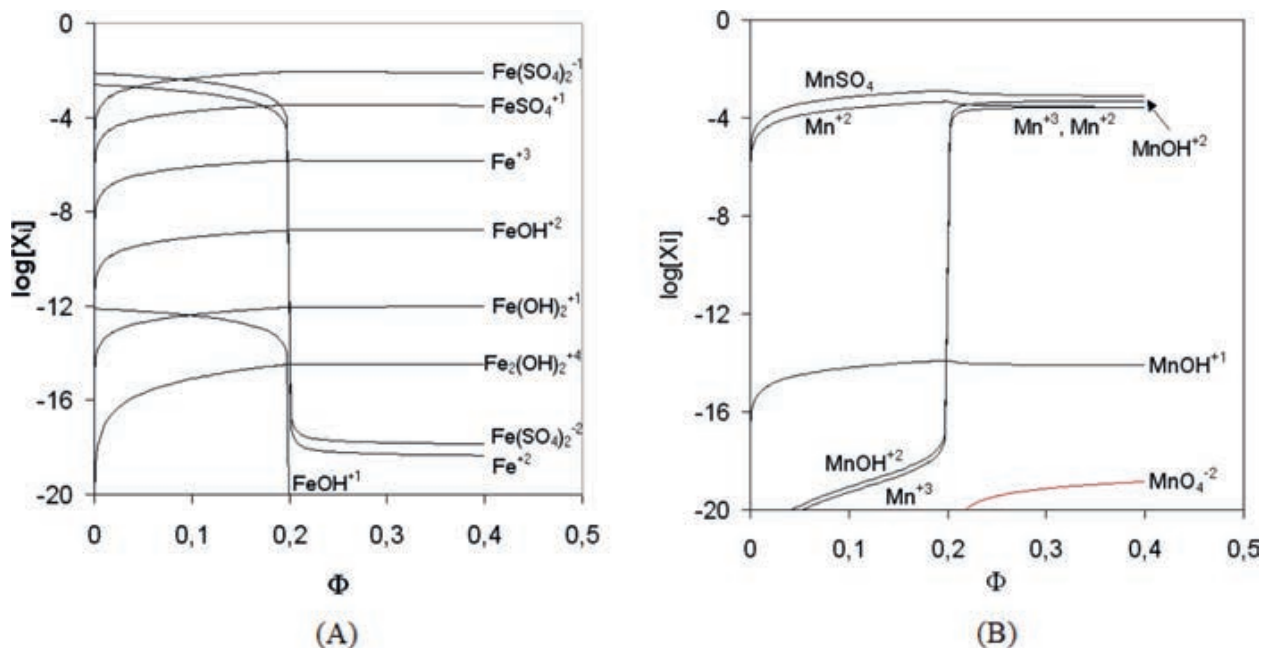 0
-4
-8
-12
-16
-20
log[Xi]
0
0,1
0,2
0,3
0,4
0,5
Φ
Fe(SO₄)₂⁻¹
FeSO₄⁺¹
Fe⁺³
FeOH⁺²
Fe(OH)₂⁺¹
Fe₂(OH)₂⁺⁴
Fe(SO₄)₂⁻²
Fe⁺²
FeOH⁺¹
(A)
0
-4
-8
-12
-16
-20
log[Xi]
0
0,1
0,2
0,3
0,4
0,5
Φ
MnSO₄
Mn⁺²
Mn⁺³, Mn⁺²
MnOH⁺²
MnOH⁺¹
MnOH⁺²
Mn⁺³
MnO₄⁻²
(B)